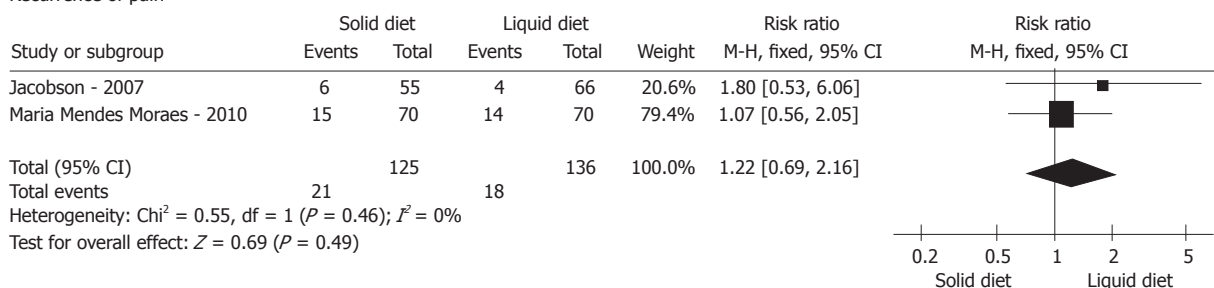 Recurrence of pain
Solid diet Liquid diet Risk ratio Risk ratio
Study or subgroup Events Total Events Total Weight M-H, fixed, 95% CI M-H, fixed, 95% CI
Jacobson - 2007 6 55 4 66 20.6% 1.80 [0.53, 6.06]
Maria Mendes Moraes - 2010 15 70 14 70 79.4% 1.07 [0.56, 2.05]
Total (95% CI) 125 136 100.0% 1.22 [0.69, 2.16]
Total events 21 18
Heterogeneity: Chi² = 0.55, df = 1 (P = 0.46); I² = 0%
Test for overall effect: Z = 0.69 (P = 0.49)
0.2 0.5 1 2 5
Solid diet Liquid diet